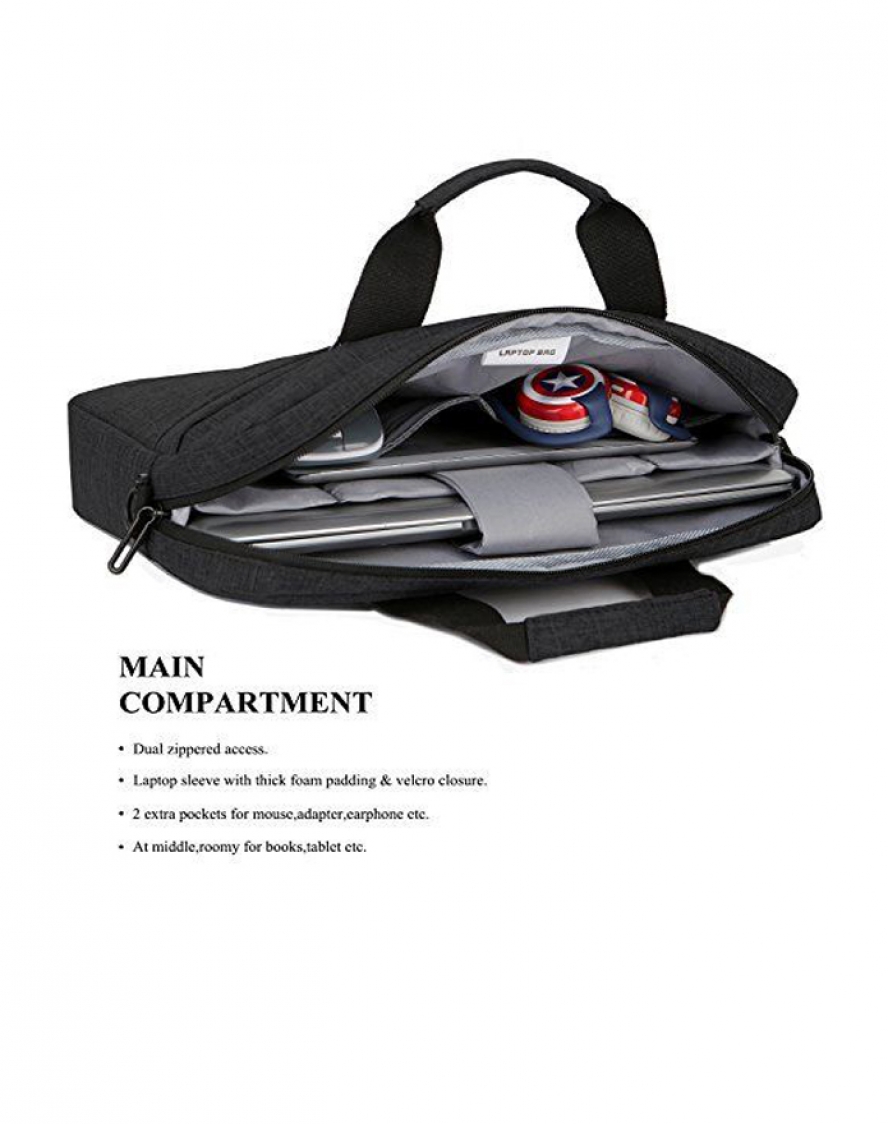 LAPTOP BAG
MAIN
COMPARTMENT
• Dual zippered access.
• Laptop sleeve with thick foam padding & velcro closure.
• 2 extra pockets for mouse,adapter,earphone etc.
• At middle,roomy for books,tablet etc.